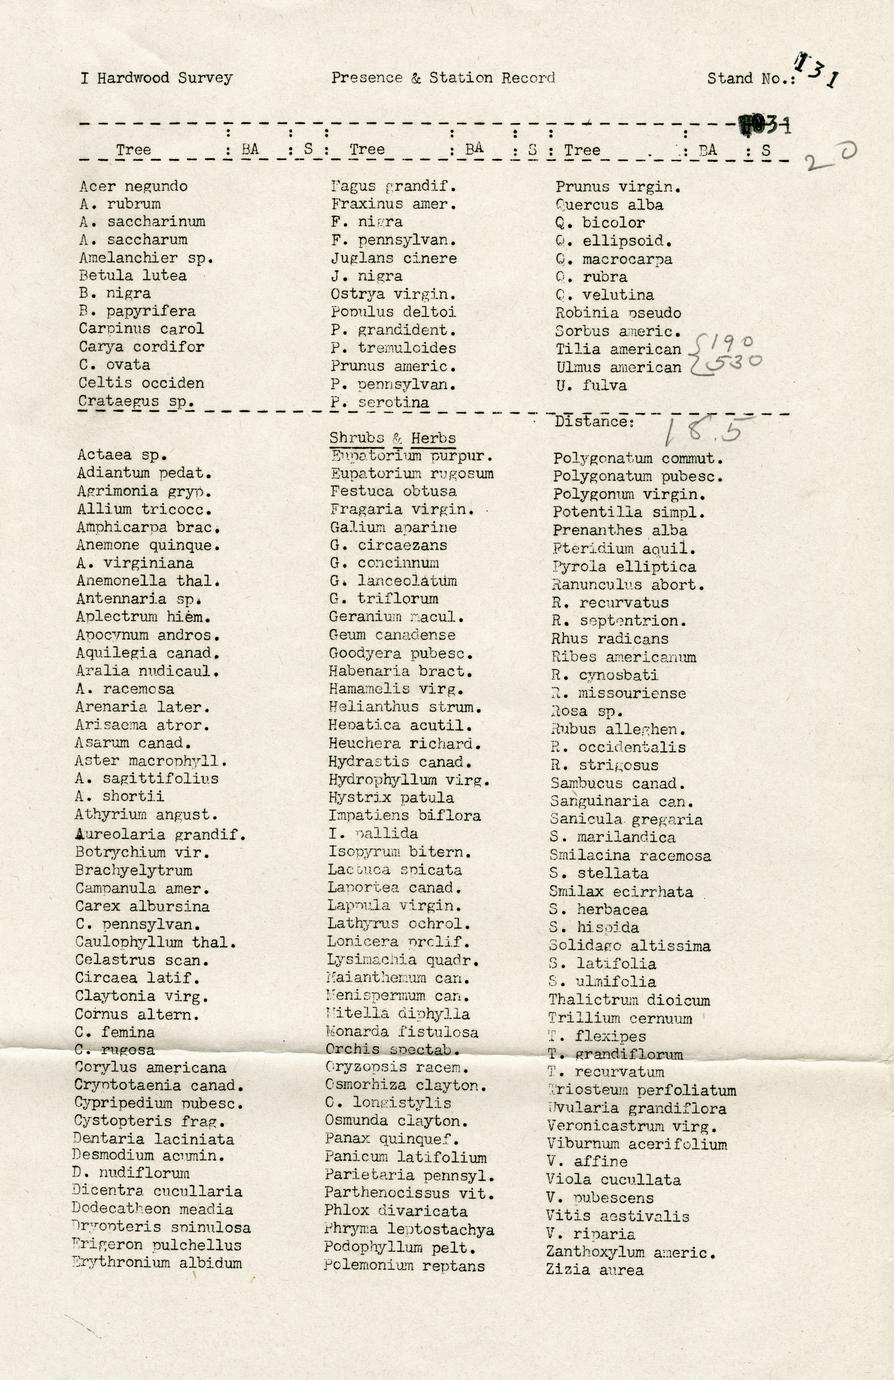 I Hardwood Survey Presence & Station Record Stand No.: 131
31
Tree : BA : S : Tree : BA : S : Tree : BA : S
20
Acer negundo
A. rubrum
A. saccharinum
A. saccharum
Amelanchier sp.
Betula lutea
B. nigra
B. papyrifera
Carpinus carol
Carya cordifor
C. ovata
Celtis occiden
Crataegus sp.
Fagus grandif.
Fraxinus amer.
F. nigra
F. pennsylvan.
Juglans cinere
J. nigra
Ostrya virgin.
Populus deltoi
P. grandident.
P. tremuloides
Prunus americ.
P. pennsylvan.
P. serotina
Prunus virgin.
Quercus alba
Q. bicolor
Q. ellipsoid.
Q. macrocarpa
Q. rubra
Q. velutina
Robinia pseudo
Sorbus americ.
Tilia american 190
Ulmus american 530
U. fulva
Distance: 18.5
Shrubs & Herbs
Actaea sp.
Adiantum pedat.
Agrimonia gryp.
Allium tricocc.
Amphicarpa brac.
Anemone quinque.
A. virginiana
Anemonella thal.
Antennaria sp.
Aplectrum hiem.
Apocynum andros.
Aquilegia canad.
Aralia nudicaul.
A. racemosa
Arenaria later.
Arisaema atror.
Asarum canad.
Aster macrophyll.
A. sagittifolius
A. shortii
Athyrium angust.
Aureolaria grandif.
Botrychium vir.
Brachyelytrum
Campanula amer.
Carex albursina
C. pennsylvan.
Caulophyllum thal.
Celastrus scan.
Circaea latif.
Claytonia virg.
Cornus altern.
C. femina
C. rugosa
Corylus americana
Cryptotaenia canad.
Cypripedium pubesc.
Cystopteris frag.
Dentaria laciniata
Desmodium acumin.
D. nudiflorum
Dicentra cucullaria
Dodecatheon meadia
Dryopteris spinulosa
Erigeron pulchellus
Erythronium albidum
Eupatorium purpur.
Eupatorium rugosum
Festuca obtusa
Fragaria virgin.
Galium aparine
G. circaezans
G. concinnum
G. lanceolatum
G. triflorum
Geranium macul.
Geum canadense
Goodyera pubesc.
Habenaria bract.
Hamamelis virg.
Helianthus strum.
Hepatica acutil.
Heuchera richard.
Hydrastis canad.
Hydrophyllum virg.
Hystrix patula
Impatiens biflora
I. pallida
Isopyrum bitern.
Lactuca spicata
Laportea canad.
Lappula virgin.
Lathyrus ochrol.
Lonicera prolif.
Lysimachia quadr.
Maianthemum can.
Menispermum can.
Mitella diphylla
Monarda fistulosa
Orchis spectab.
Oryzopsis racem.
Osmorhiza clayton.
O. longistylis
Osmunda clayton.
Panax quinquef.
Panicum latifolium
Parietaria pennsyl.
Parthenocissus vit.
Phlox divaricata
Phryma leptostachya
Podophyllum pelt.
Polemonium reptans
Polygonatum commut.
Polygonatum pubesc.
Polygonum virgin.
Potentilla simpl.
Prenanthes alba
Pteridium aquil.
Pyrola elliptica
Ranunculus abort.
R. recurvatus
R. septentrion.
Rhus radicans
Ribes americanum
R. cynosbati
R. missouriense
Rosa sp.
Rubus alleghen.
R. occidentalis
R. strigosus
Sambucus canad.
Sanguinaria can.
Sanicula gregaria
S. marilandica
Smilacina racemosa
S. stellata
Smilax ecirrhata
S. herbacea
S. hispida
Solidago altissima
S. latifolia
S. ulmifolia
Thalictrum dioicum
Trillium cernuum
T. flexipes
T. grandiflorum
T. recurvatum
Triosteum perfoliatum
Uvularia grandiflora
Veronicastrum virg.
Viburnum acerifolium
V. affine
Viola cucullata
V. pubescens
Vitis aestivalis
V. riparia
Zanthoxylum americ.
Zizia aurea